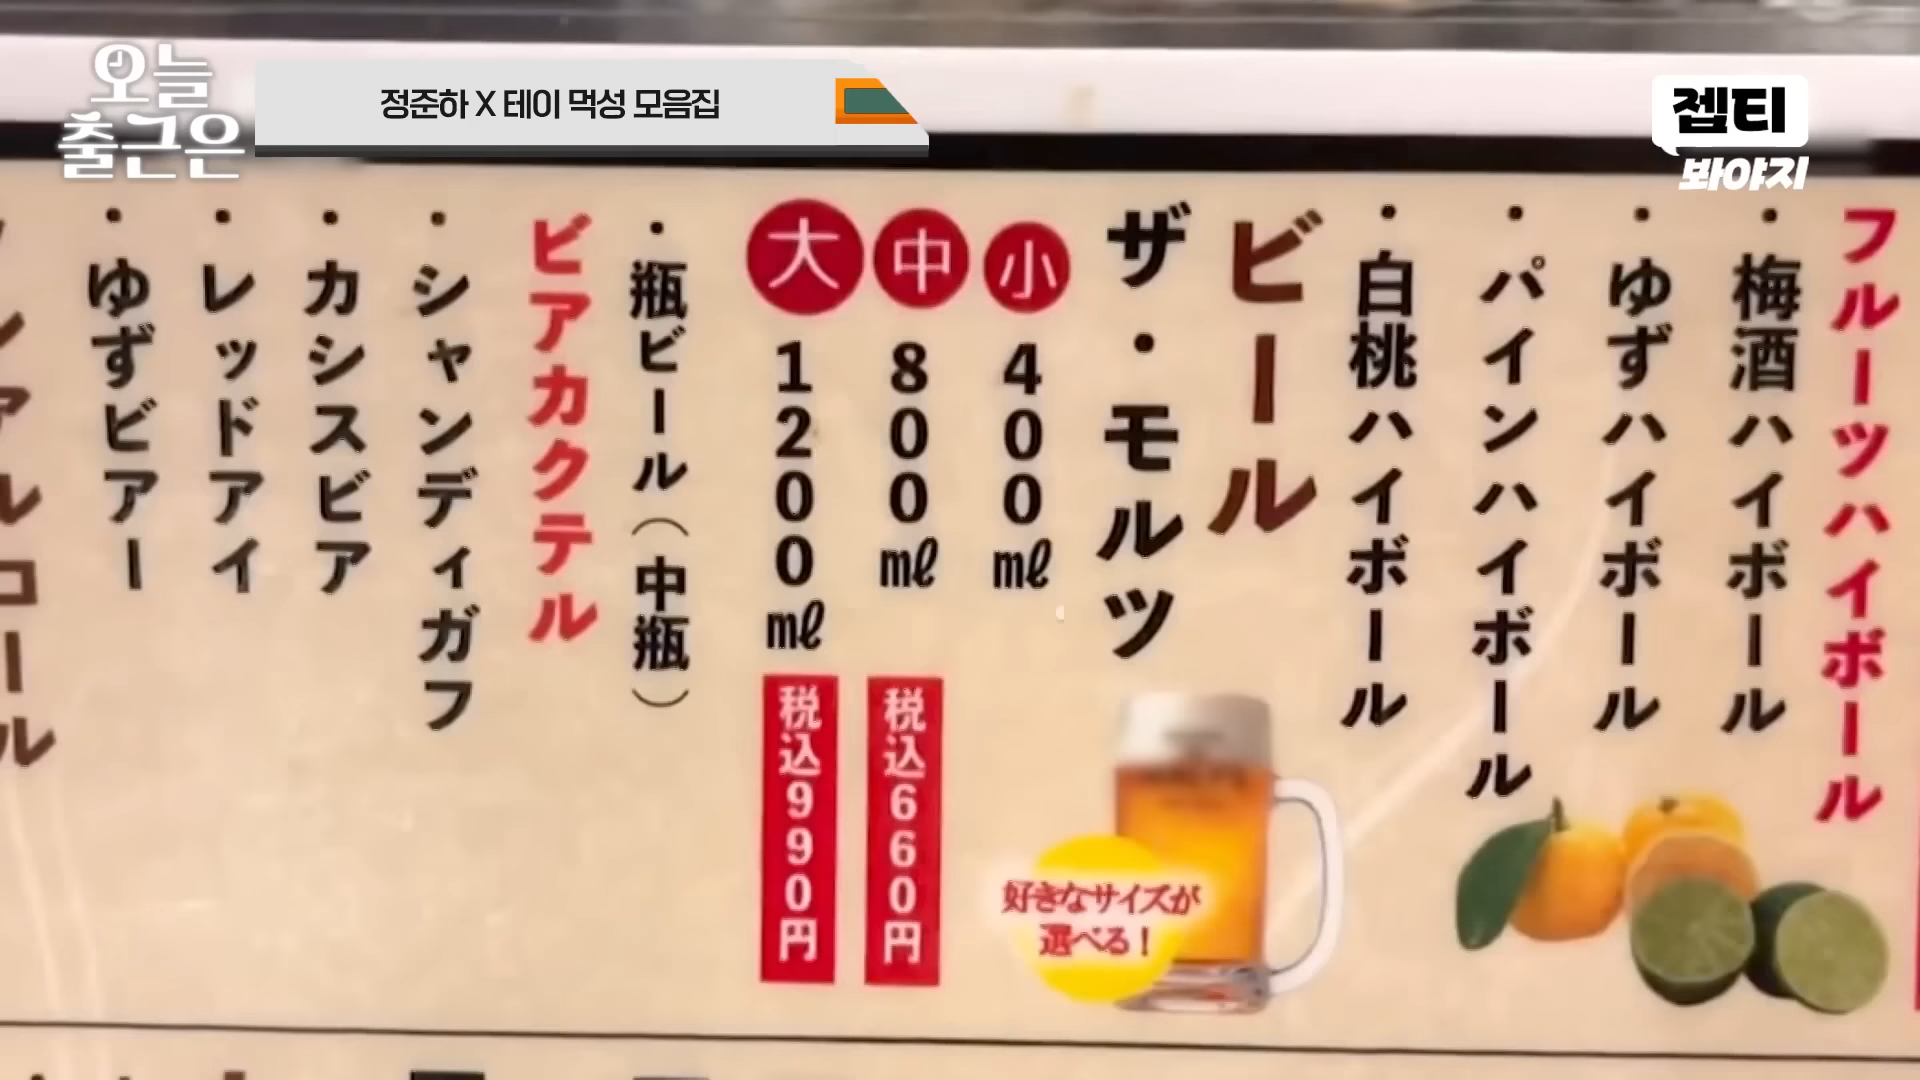 오늘
출근은
정준하 X 테이 먹성 모음집
젭티
봐야지
フルーツハイボール
・梅酒ハイボール
・ゆずハイボール
・パインハイボール
・白桃ハイボール
ビール
ザ・モルツ
小 400㎖
中 800㎖ 税込660円
大 1200㎖ 税込990円
好きなサイズが
選べる!
・瓶ビール(中瓶)
ビアカクテル
・シャンディガフ
・カシスビア
・レッドアイ
・ゆずビアー